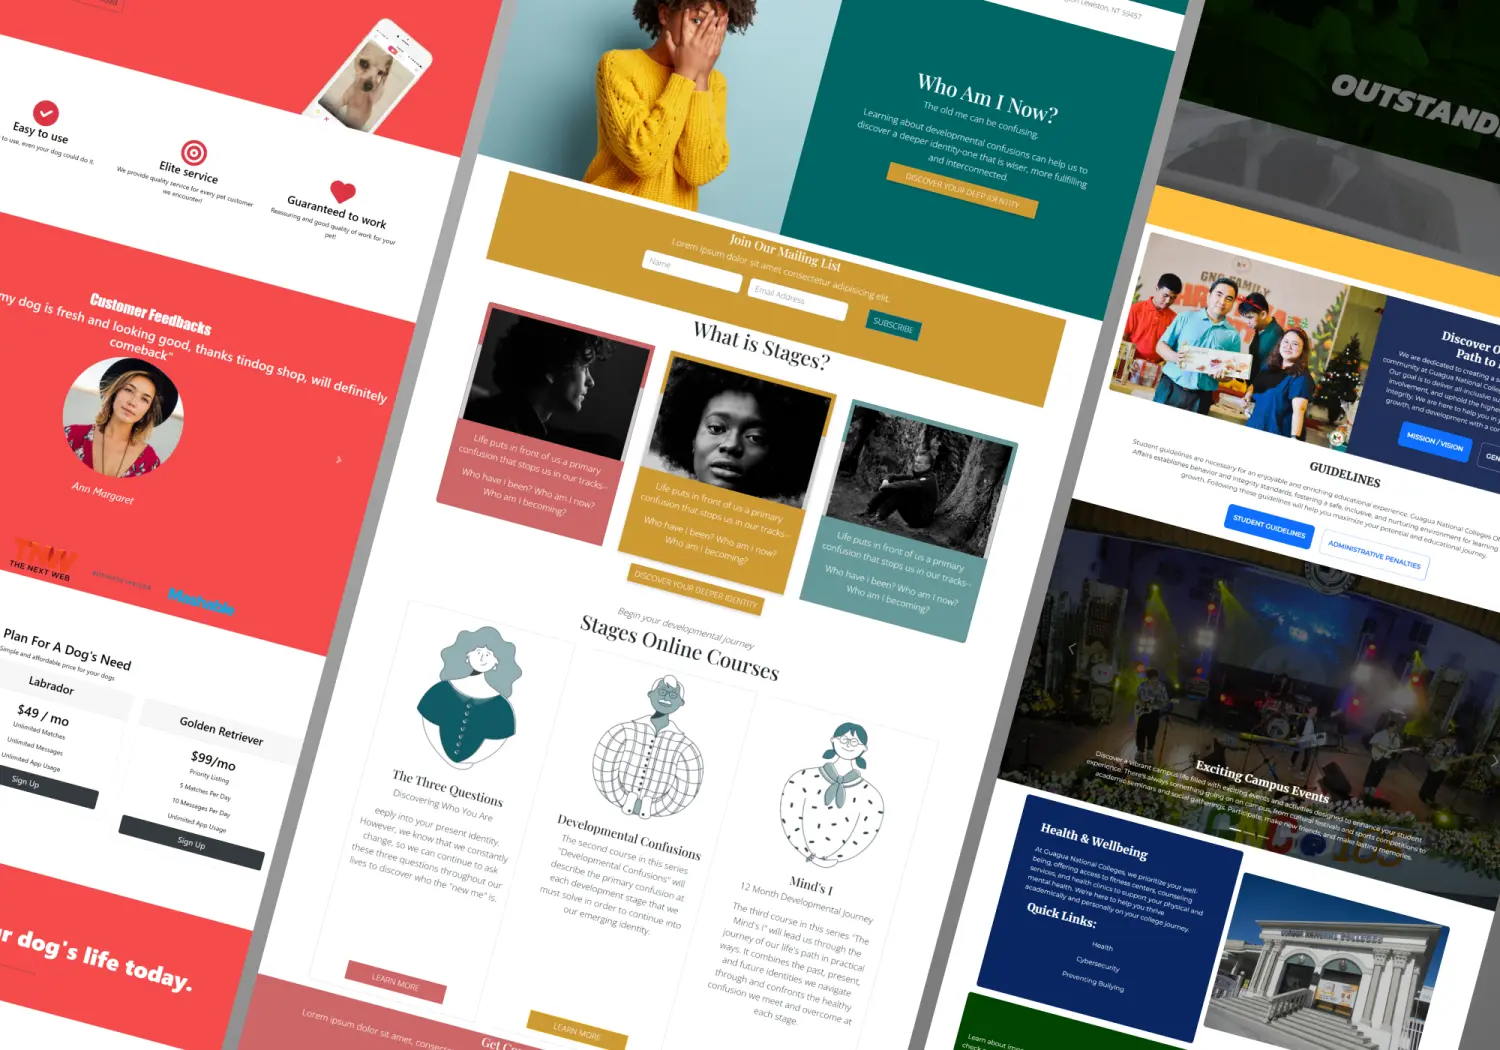 Easy to use
to use, even your dog could do it.
Elite service
We provide quality service for every pet customer
we encounter!
Guaranteed to work
Reassuring and good quality of work for your
pet!
Customer Feedbacks
my dog is fresh and looking good, thanks tindog shop, will definitely
comeback"
Ann Margaret
TNW
THE NEXT WEB
BUSINESS INSIDER
Mashable
Plan For A Dog's Need
Simple and affordable price for your dogs
Labrador
$49 / mo
Unlimited Matches
Unlimited Messages
Unlimited App Usage
Sign Up
Golden Retriever
$99/mo
Priority Listing
5 Matches Per Day
10 Messages Per Day
Unlimited App Usage
Sign Up
r dog's life today.
Lewiston, NT 59457
Who Am I Now?
The old me can be confusing.
Learning about developmental confusions can help us to
discover a deeper identity-one that is wiser, more fullfilling
and interconnected.
DISCOVER YOUR DEEP IDENTITY
Join Our Mailing List
Lorem ipsum dolor sit amet consectetur adipisicing elit.
Name
Email Address
SUBSCRIBE
What is Stages?
Life puts in front of us a primary
confusion that stops us in our tracks--
Who have i been? Who am I now?
Who am I becoming?
Life puts in front of us a primary
confusion that stops us in our tracks--
Who have i been? Who am I now?
Who am I becoming?
Life puts in front of us a primary
confusion that stops us in our tracks--
Who have i been? Who am I now?
Who am I becoming?
DISCOVER YOUR DEEPER IDENTITY
Begin your developmental journey
Stages Online Courses
The Three Questions
Discovering Who You Are
eeply into your present identity.
However, we know that we constantly
change, so we can continue to ask
these three questions throughout our
lives to discover who the "new me" is.
LEARN MORE
Developmental Confusions
The second course in this series
"Developmental Confusions" will
describe the primary confusion at
each development stage that we
must solve in order to continue into
our emerging identity.
LEARN MORE
Mind's I
12 Month Developmental Journey
The third course in this series "The
Mind's I" will lead us through the
journey of our life's path in practical
ways. It combines the past, present,
and future identities we navigate
through and confronts the healthy
confusion we meet and overcome at
each stage.
Lorem ipsum dolor sit amet, consec
Get Co
OUTSTAND
GNC FAMILY
Discover O
Path to
We are dedicated to creating a s
community at Guagua National Colleg
Our goal is to deliver all-inclusive su
involvement, and uphold the highes
integrity. We are here to help you in y
growth, and development with a con
MISSION / VISION
GEN
GUIDELINES
Student guidelines are necessary for an enjoyable and enriching educational experience. Guagua National Colleges Of
Affairs establishes behavior and integrity standards, fostering a safe, inclusive, and nurturing environment for learning
growth. Following these guidelines will help you maximize your potential and educational journey.
STUDENT GUIDELINES
ADMINISTRATIVE PENALTIES
Exciting Campus Events
Discover a vibrant campus life filled with exciting events and activities designed to enhance your student
experience. There's always something going on on campus, from cultural festivals and sports competitions to
academic seminars and social gatherings. Participate, make new friends, and make lasting memories.
Health & Wellbeing
At Guagua National Colleges, we prioritize your well-
being, offering access to fitness centers, counseling
services, and health clinics to support your physical and
mental health. We're here to help you thrive
academically and personally on your college journey.
Quick Links:
Health
Cybersecurity
Preventing Bullying
Learn about